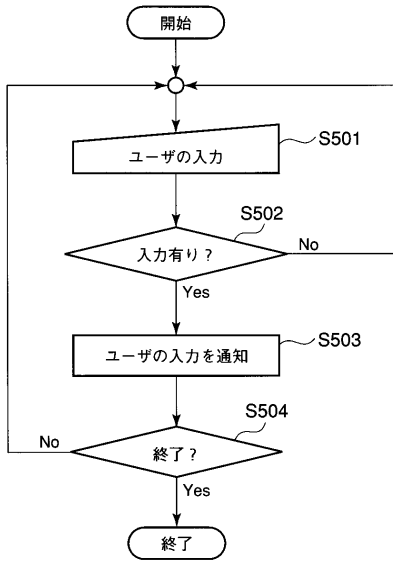 開始
S501
ユーザの入力
S502
入力有り？
No
Yes
S503
ユーザの入力を通知
S504
No
終了？
Yes
終了